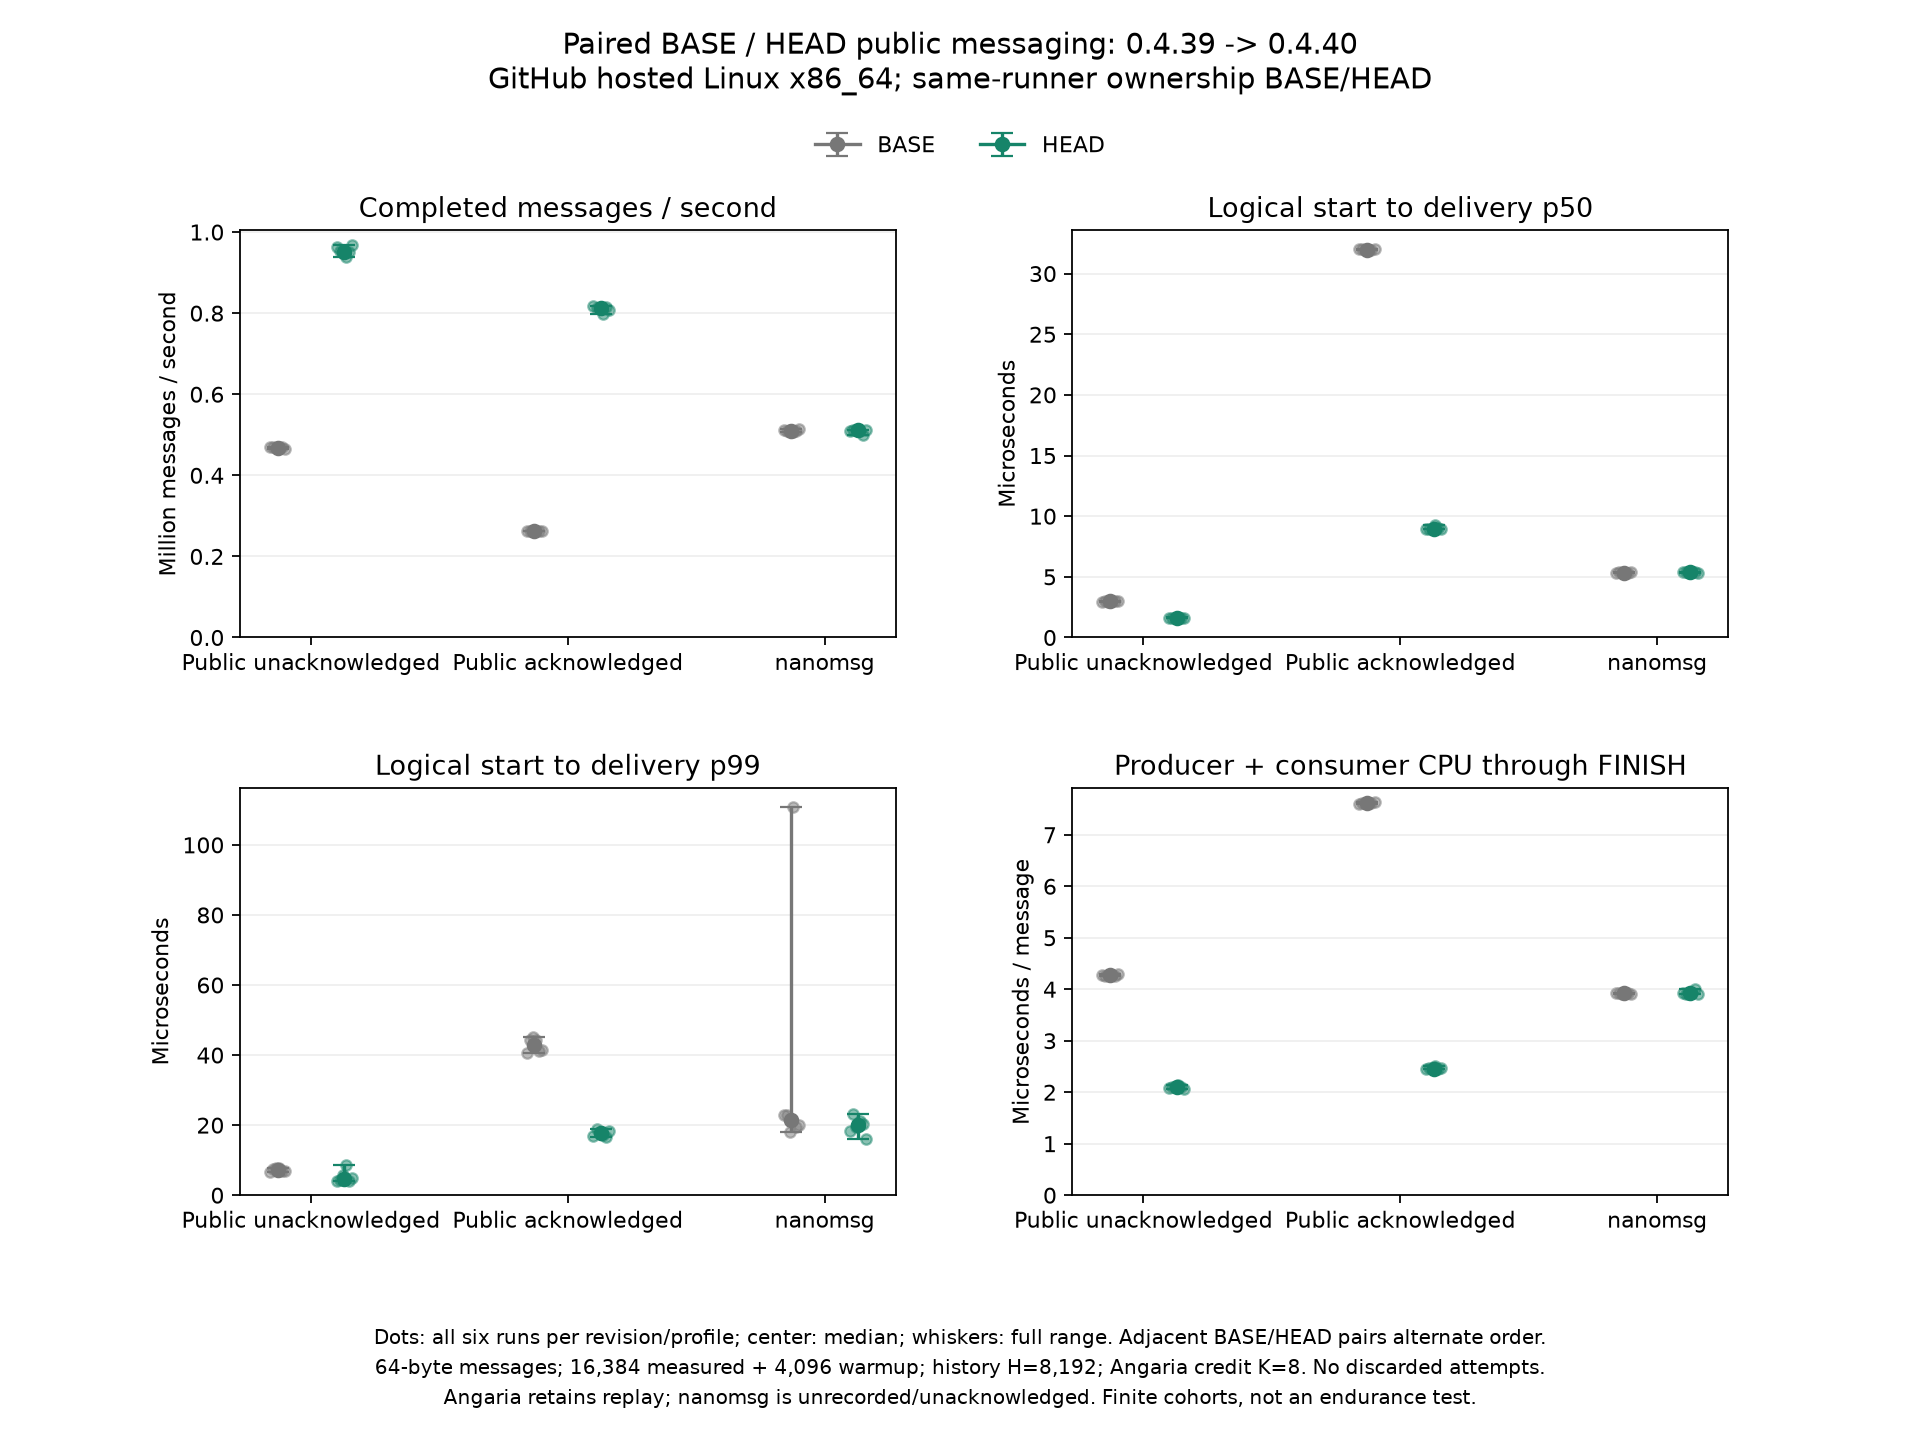 Paired BASE / HEAD public messaging: 0.4.39 -> 0.4.40
GitHub hosted Linux x86_64; same-runner ownership BASE/HEAD
BASE
HEAD
Completed messages / second
Million messages / second
1.0
0.8
0.6
0.4
0.2
0.0
Public unacknowledged
Public acknowledged
nanomsg
Logical start to delivery p50
Microseconds
30
25
20
15
10
5
0
Public unacknowledged
Public acknowledged
nanomsg
Logical start to delivery p99
Microseconds
100
80
60
40
20
0
Public unacknowledged
Public acknowledged
nanomsg
Producer + consumer CPU through FINISH
Microseconds / message
7
6
5
4
3
2
1
0
Public unacknowledged
Public acknowledged
nanomsg
Dots: all six runs per revision/profile; center: median; whiskers: full range. Adjacent BASE/HEAD pairs alternate order.
64-byte messages; 16,384 measured + 4,096 warmup; history H=8,192; Angaria credit K=8. No discarded attempts.
Angaria retains replay; nanomsg is unrecorded/unacknowledged. Finite cohorts, not an endurance test.